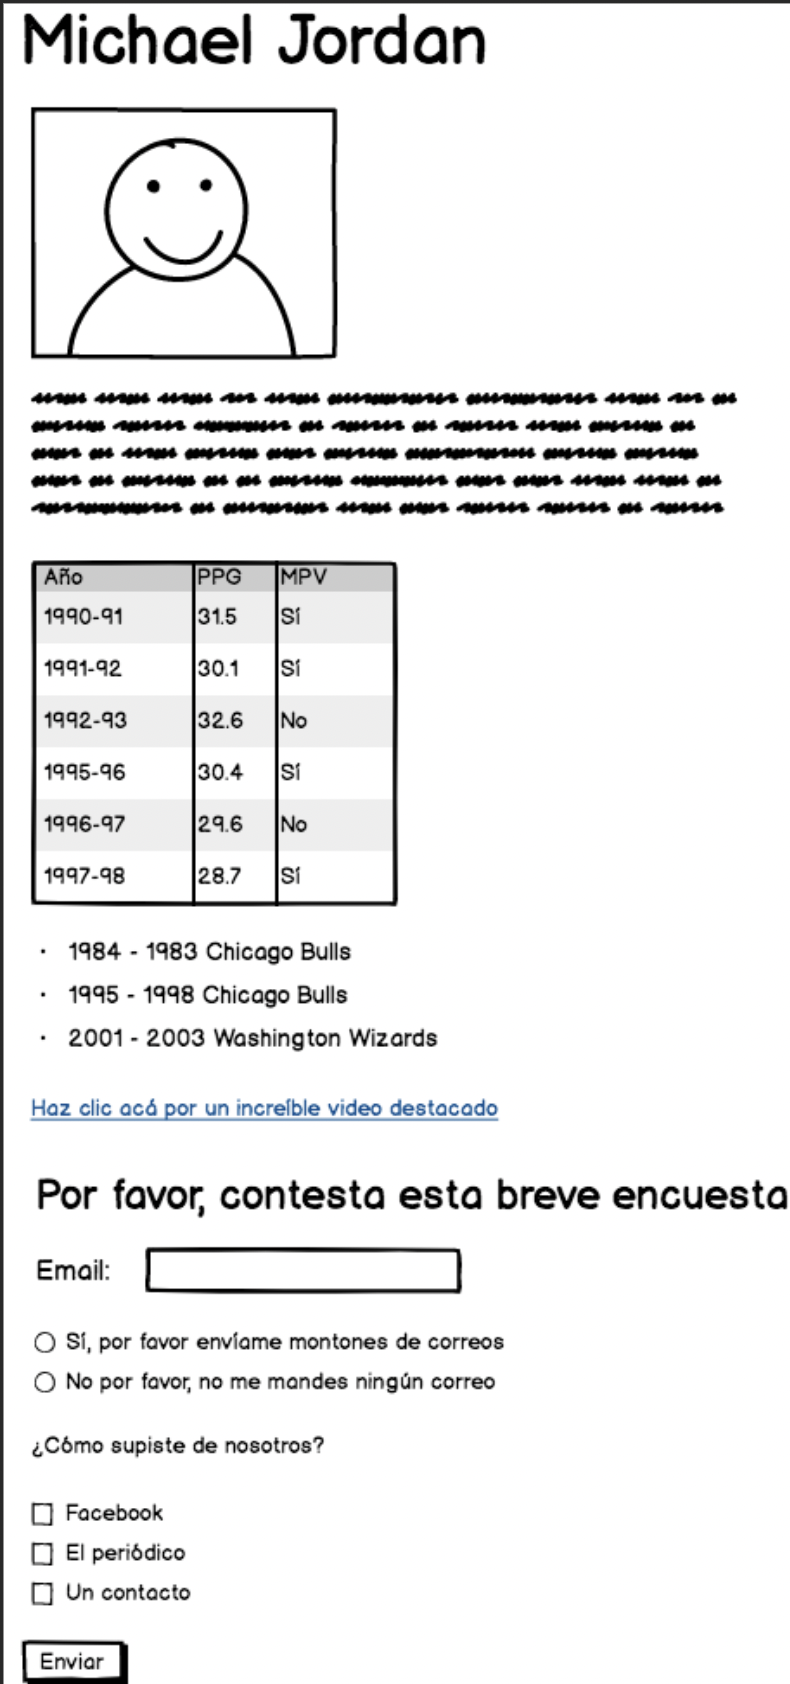 Michael Jordan
Año PPG MPV
1990-91 31.5 Sí
1991-92 30.1 Sí
1992-93 32.6 No
1995-96 30.4 Sí
1996-97 29.6 No
1997-98 28.7 Sí
· 1984 - 1983 Chicago Bulls
· 1995 - 1998 Chicago Bulls
· 2001 - 2003 Washington Wizards
Haz clic acá por un increíble video destacado
Por favor, contesta esta breve encuesta
Email:
Sí, por favor envíame montones de correos
No por favor, no me mandes ningún correo
¿Cómo supiste de nosotros?
Facebook
El periódico
Un contacto
Enviar